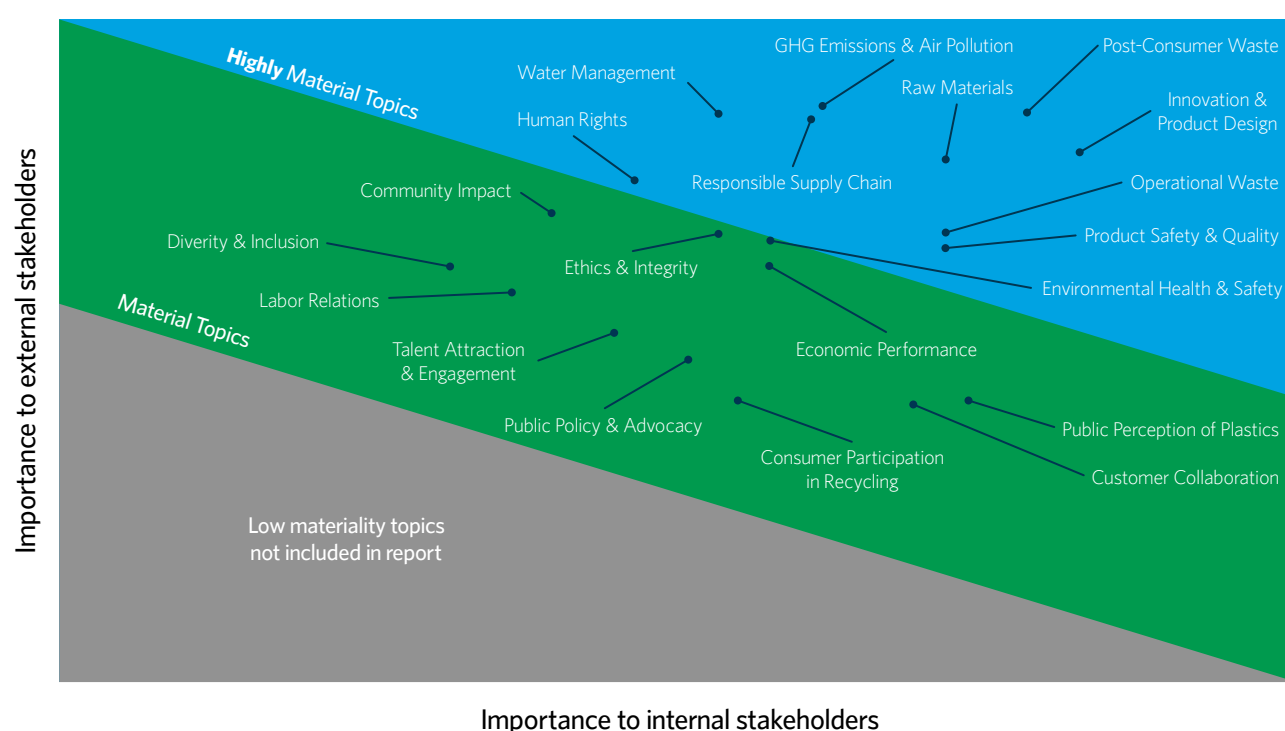 Highly Material Topics
GHG Emissions & Air Pollution
Post-Consumer Waste
Water Management
Raw Materials
Innovation &
Product Design
Human Rights
Responsible Supply Chain
Operational Waste
Community Impact
Diverity & Inclusion
Product Safety & Quality
Ethics & Integrity
Environmental Health & Safety
Labor Relations
Material Topics
Talent Attraction
& Engagement
Economic Performance
Public Policy & Advocacy
Public Perception of Plastics
Consumer Participation
in Recycling
Customer Collaboration
Low materiality topics
not included in report
Importance to external stakeholders
Importance to internal stakeholders